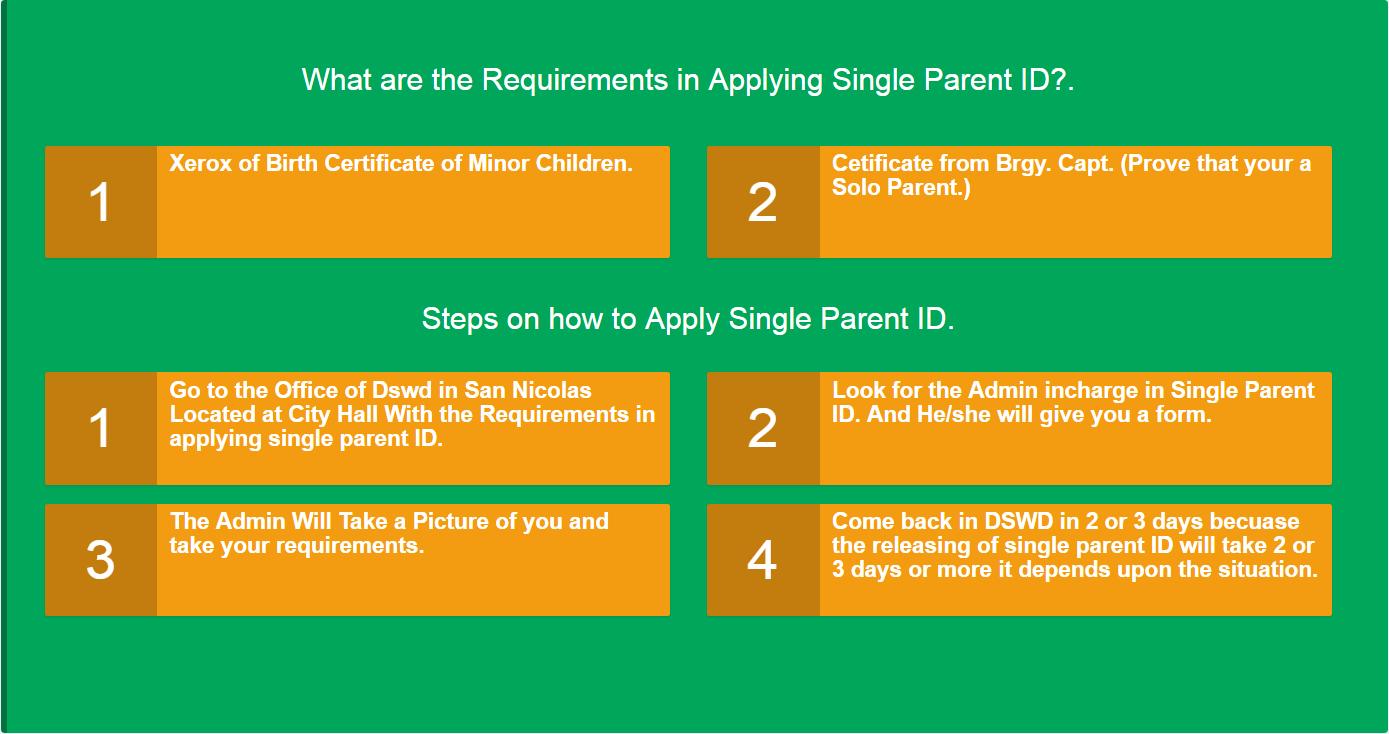 What are the Requirements in Applying Single Parent ID?.
1
Xerox of Birth Certificate of Minor Children.
2
Cetificate from Brgy. Capt. (Prove that your a
Solo Parent.)
Steps on how to Apply Single Parent ID.
1
Go to the Office of Dswd in San Nicolas
Located at City Hall With the Requirements in
applying single parent ID.
2
Look for the Admin incharge in Single Parent
ID. And He/she will give you a form.
3
The Admin Will Take a Picture of you and
take your requirements.
4
Come back in DSWD in 2 or 3 days becuase
the releasing of single parent ID will take 2 or
3 days or more it depends upon the situation.